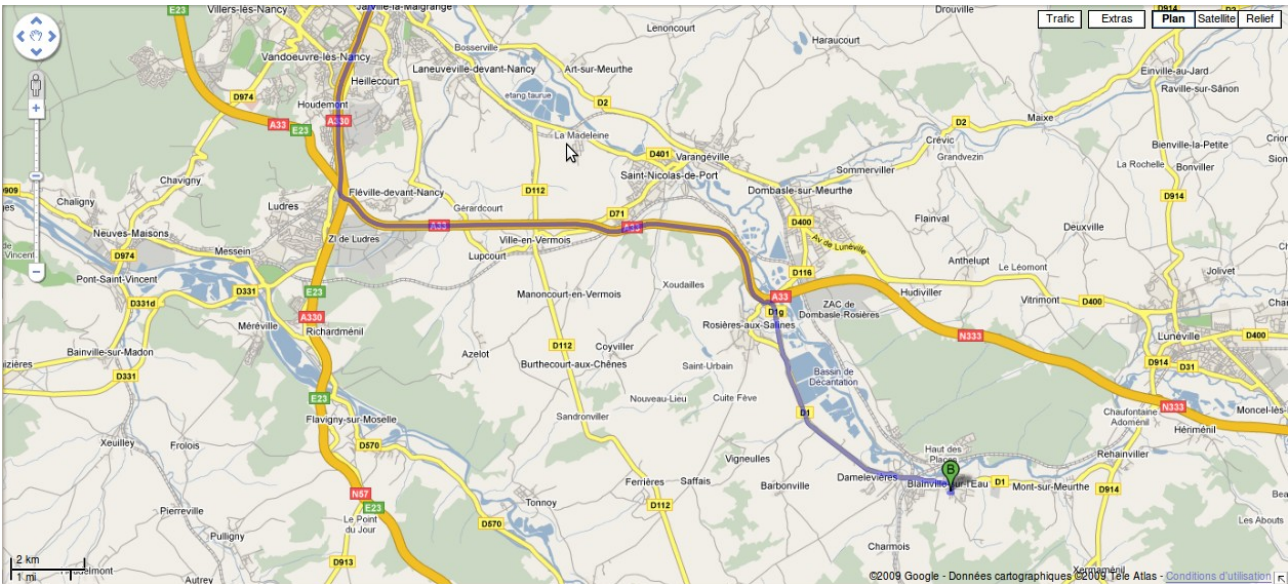 E23
Villers-lès-Nancy
Jarville-la-Malgrange
Lenoncourt
Drouville
D914
Trafic Extras Plan Satellite Relief
Bosserville
Haraucourt
Vandoeuvre-lès-Nancy
Laneuveville-devant-Nancy
Art-sur-Meurthe
Einville-au-Jard
Heillecourt
Raville-sur-Sânon
D974
etang taurue
D2
Houdemont
Maixe
A33
E23
A330
D2
La Madeleine
Crévic
Bienville-la-Petite
Grandvezin
D401
Varangéville
La Rochelle
Bonviller
Sommerviller
Saint-Nicolas-de-Port
Chavigny
D909
Fléville-devant-Nancy
D112
Dombasle-sur-Meurthe
D914
Chaligny
Ludres
Gérardcourt
D71
D400
Flainval
Deuxville
A33
A33
Neuves-Maisons
Zl de Ludres
Ville-en-Vermois
Av de Lunéville
Messein
D974
Lupcourt
Anthelupt
Le Léomont
Jolivet
Pont-Saint-Vincent
D116
D331
E23
Xoudailles
Hudiviller
D331d
Manoncourt-en-Vermois
A33
Vitrimont
D400
D1g
ZAC de
Dombasle Rosières
A330
Méréville
Richardménil
Rosières-aux-Salines
N333
Lunéville
D400
Bainville-sur-Madon
Azelot
D112
Coyviller
D914
D31
Burthecourt-aux-Chênes
Saint-Urbain
Bassin de
Décantation
D331
E23
Nouveau-Lieu
Cuite Fève
N333
Moncel-lès-
Flavigny-sur-Moselle
Sandronviller
D1
Chaufontaine
Adoménil
Hériménil
Xeuilley
Frolois
D570
Haut des
Places
Rehainviller
Vigneulles
B
Damelevières
Blainville-sur-l'Eau
D1
Mont-sur-Meurthe
D914
Ferrières
Saffais
Barbonville
N57
E23
Tonnoy
D112
Pierreville
Le Point
du Jour
D570
Les Abouts
Pulligny
Charmois
2 km
1 mi
D913
Autrey
Xermaménil
©2009 Google - Données cartographiques ©2009 Tele Atlas - Conditions d'utilisation